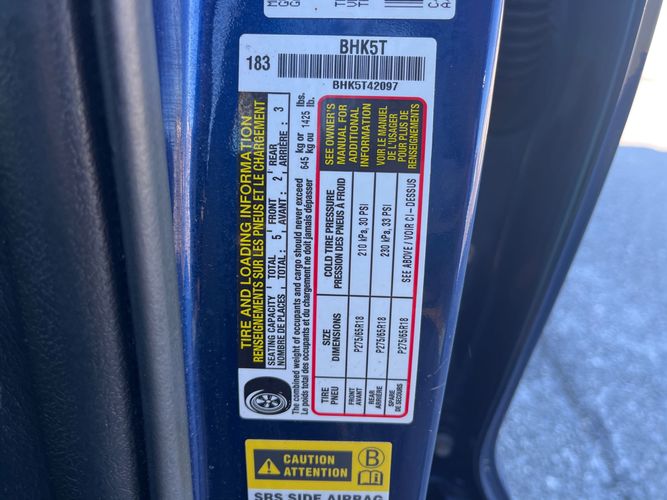 BHK5T
183
BHK5T42097
TIRE AND LOADING INFORMATION
RENSEIGNEMENTS SUR LES PNEUS ET LE CHARGEMENT
SEATING CAPACITY TOTAL: 5 FRONT 2 REAR 3
NOMBRE DE PLACES TOTAL: AVANT: ARRIÈRE:
The combined weight of occupants and cargo should never exceed 645 kg or 1425 lbs.
Le poids total des occupants et du chargement ne doit jamais dépasser kg ou lb.
TIRE SIZE COLD TIRE PRESSURE SEE OWNER'S
PNEU DIMENSIONS PRESSION DES PNEUS À FROID MANUAL FOR
FRONT P275/65R18 210 kPa, 30 PSI ADDITIONAL
AVANT INFORMATION
REAR P275/65R18 230 kPa, 33 PSI VOIR LE MANUEL
ARRIÈRE DE L'USAGER
SPARE P275/65R18 SEE ABOVE / VOIR CI - DESSUS POUR PLUS DE
DE SECOURS RENSEIGNEMENTS
CAUTION
ATTENTION
B
SRS SIDE AIRBAG